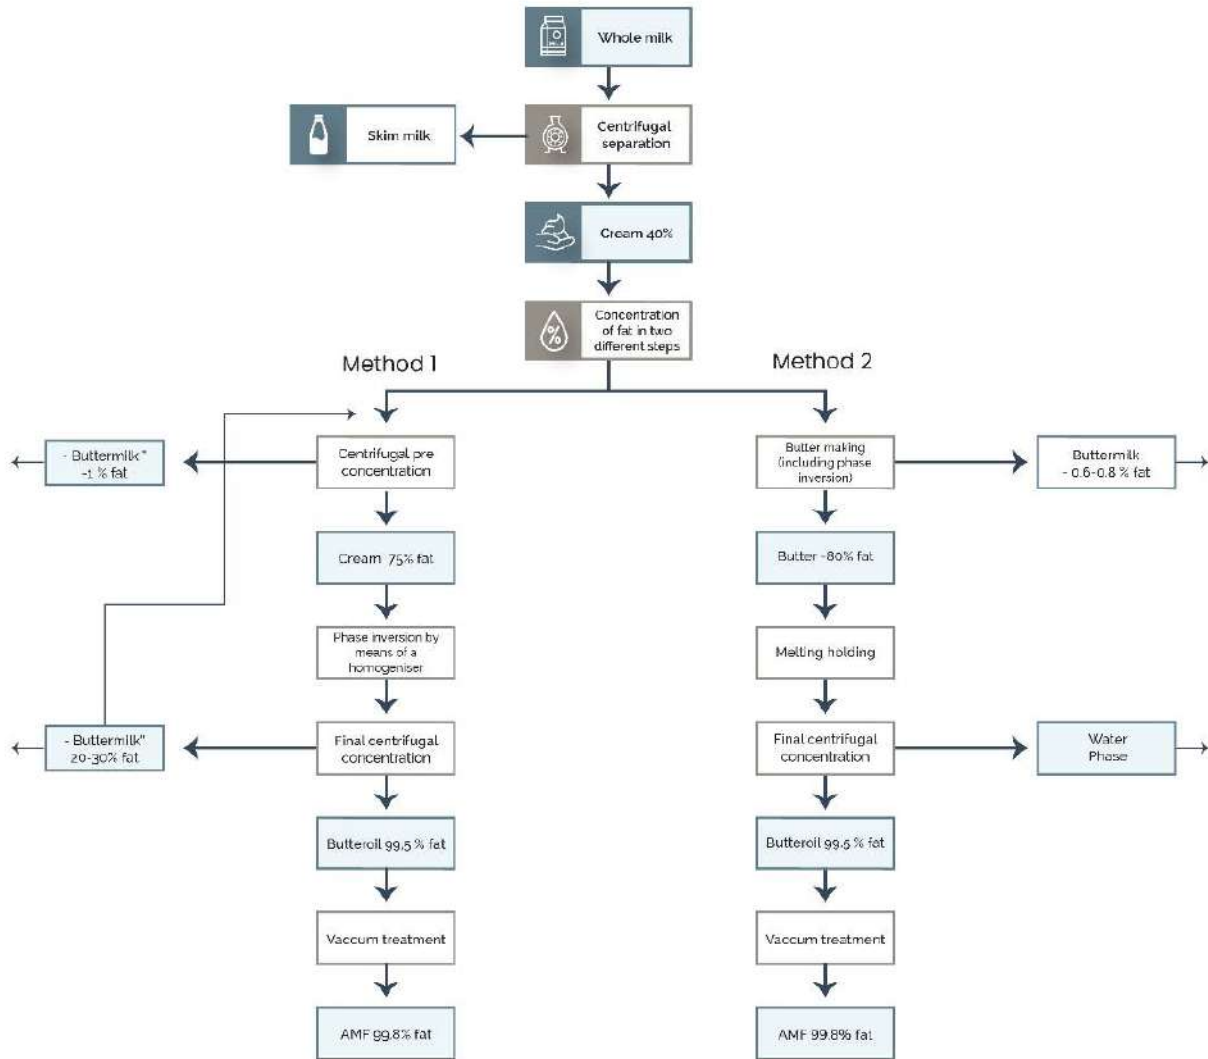 Whole milk
Skim milk
Centrifugal
separation
Cream 40%
Concentration
of fat in two
different steps
Method 1
Method 2
- Buttermilk "
-1 % fat
Centrifugal pre
concentration
Butter making
(including phase
inversion)
Buttermilk
- 0.6-0.8 % fat
Cream 75% fat
Butter -80% fat
Phase inversion by
means of a
homogeniser
Melting holding
- Buttermilk"
20-30% fat
Final centrifugal
concentration
Final centrifugal
concentration
Water
Phase
Butteroil 99,5 % fat
Butteroil 99.5 % fat
Vaccum treatment
Vaccum treatment
AMF 99.8% fat
AMF 99.8% fat